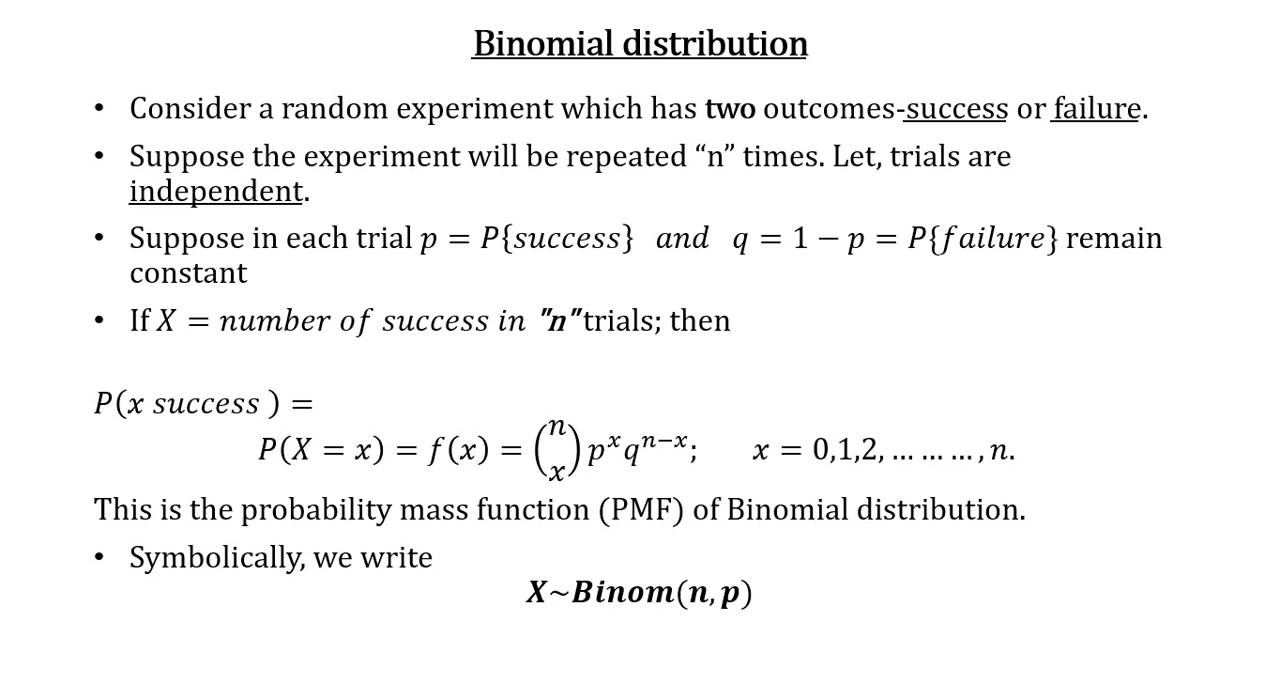 Binomial distribution
• Consider a random experiment which has two outcomes-success or failure.
• Suppose the experiment will be repeated “n” times. Let, trials are
independent.
• Suppose in each trial p = P{success} and q = 1 − p = P{failure} remain
constant
• If X = number of success in "n" trials; then
P(x success ) =
P(X = x) = f(x) = (n x) pˣqⁿ⁻ˣ; x = 0,1,2, … … … , n.
This is the probability mass function (PMF) of Binomial distribution.
• Symbolically, we write
X~Binom(n, p)